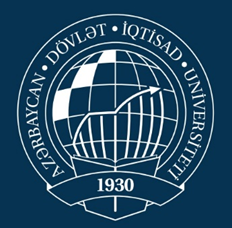 AZƏRBAYCAN • DÖVLƏT • İQTİSAD • UNİVERSİTETİ
1930